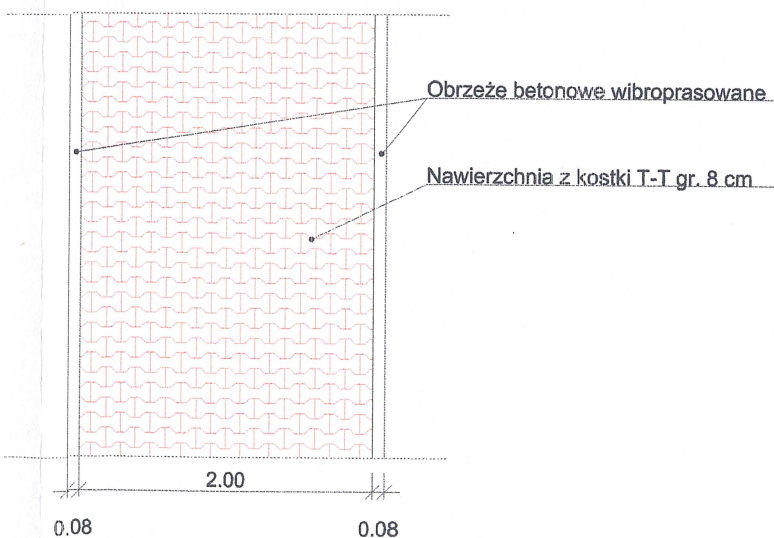 Obrzeże betonowe wibroprasowane
Nawierzchnia z kostki T-T gr. 8 cm
2.00
0.08
0.08